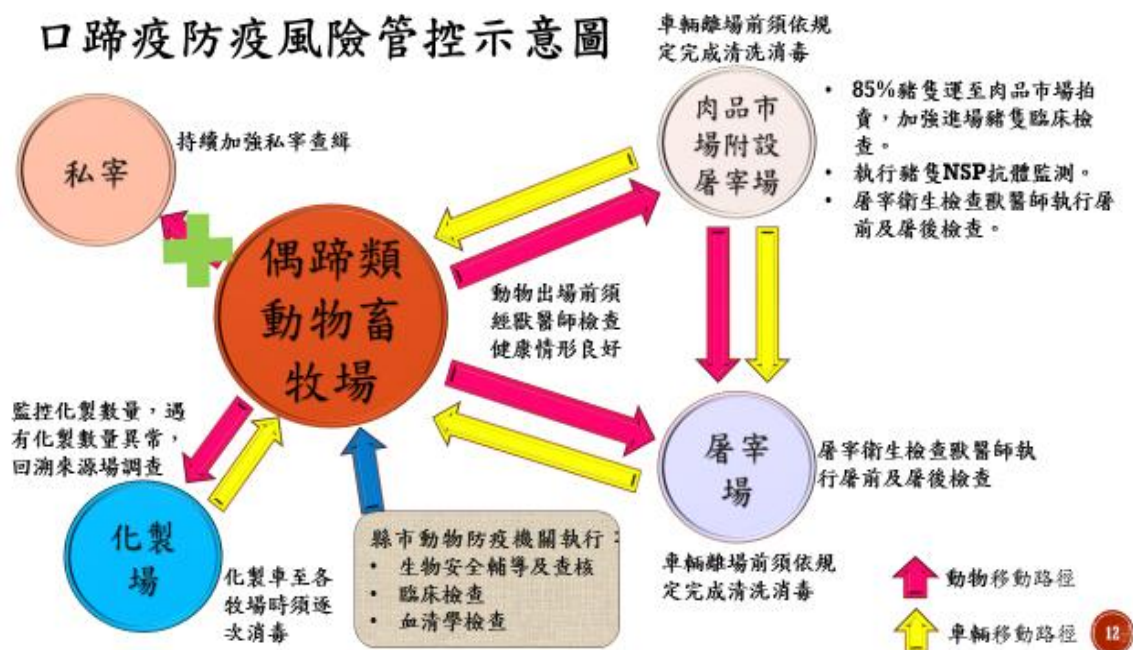 口蹄疫防疫風險管控示意圖
車輛離場前須依規
定完成清洗消毒
肉品市
場附設
屠宰場
• 85%豬隻運至肉品市場拍
賣，加強進場豬隻臨床檢
查。
• 執行豬隻NSP抗體監測。
• 屠宰衛生檢查獸醫師執行屠
前及屠後檢查。
私宰
持續加強私宰查緝
偶蹄類
動物畜
牧場
動物出場前須
經獸醫師檢查
健康情形良好
監控化製數量，遇
有化製數量異常，
回溯來源場調查
屠宰
場
屠宰衛生檢查獸醫師執
行屠前及屠後檢查
化製
場
化製車至各
牧場時須逐
次消毒
縣市動物防疫機關執行：
• 生物安全輔導及查核
• 臨床檢查
• 血清學檢查
車輛離場前須依規
定完成清洗消毒
動物移動路徑
車輛移動路徑
12